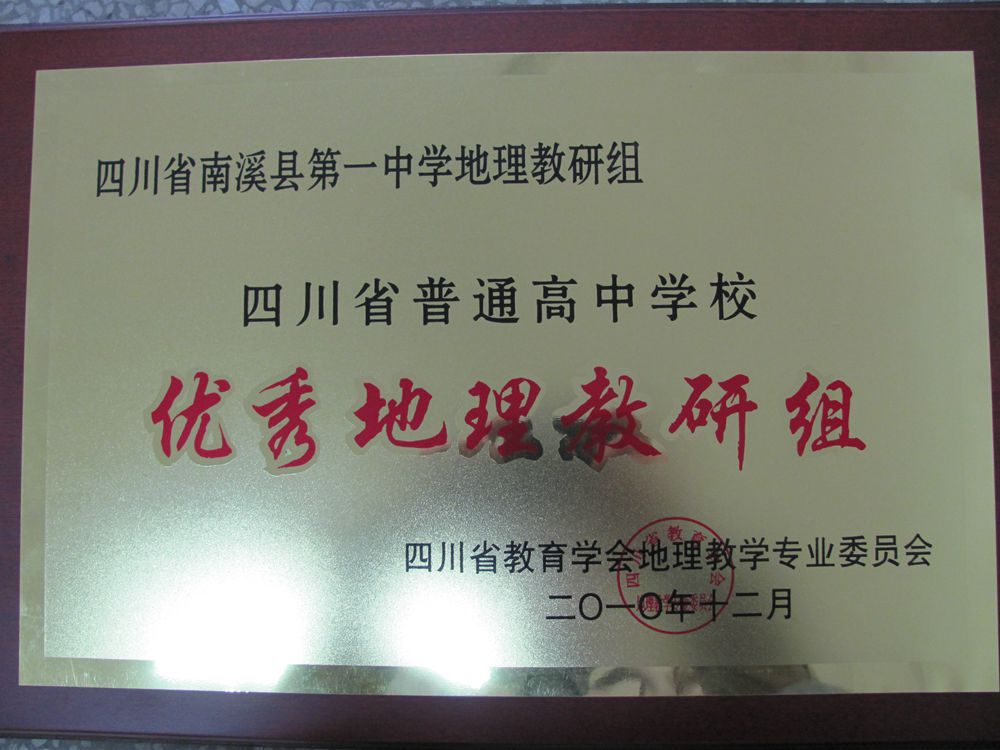 四川省南溪县第一中学地理教研组
四川省普通高中学校
优秀地理教研组
四川省教育学会地理教学专业委员会
二〇一〇年十二月